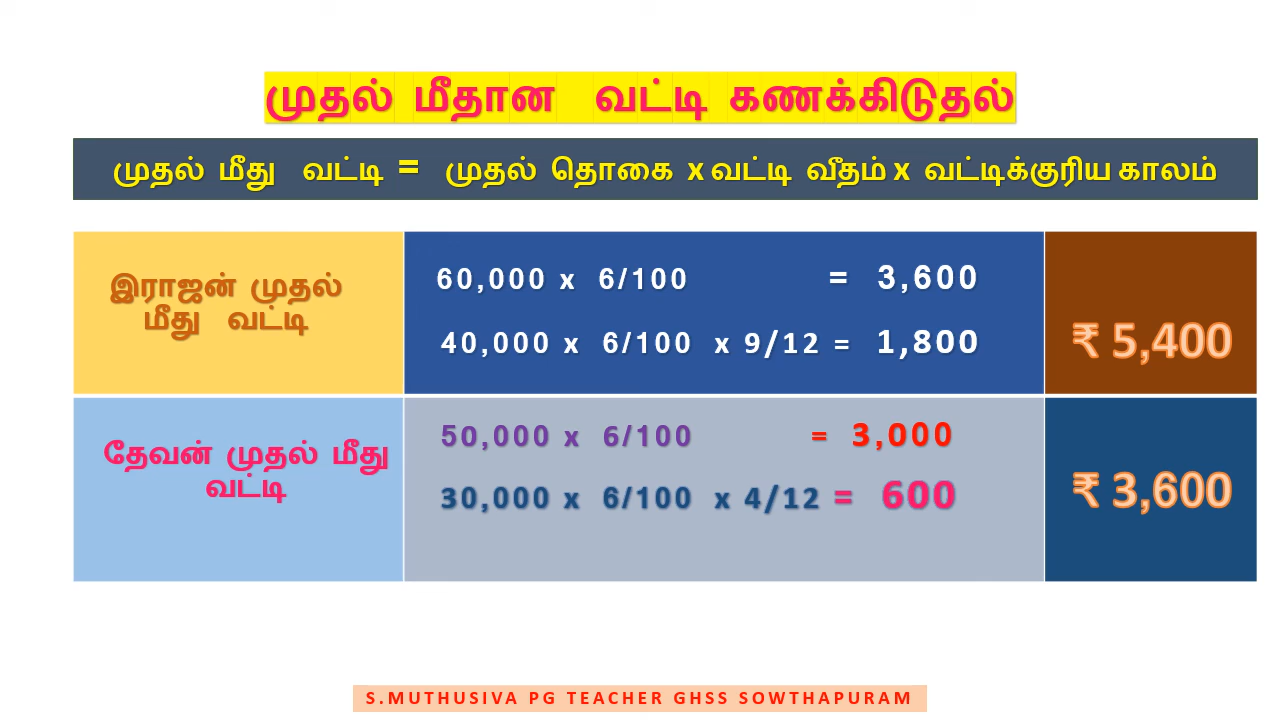 முதல் மீதான வட்டி கணக்கிடுதல்
முதல் மீது வட்டி = முதல் தொகை x வட்டி வீதம் x வட்டிக்குரிய காலம்
இராஜன் முதல்
மீது வட்டி
60,000 x 6/100 = 3,600
40,000 x 6/100 x 9/12 = 1,800
₹ 5,400
தேவன் முதல் மீது
வட்டி
50,000 x 6/100 = 3,000
30,000 x 6/100 x 4/12 = 600
₹ 3,600
S.MUTHUSIVA PG TEACHER GHSS SOWTHAPURAM